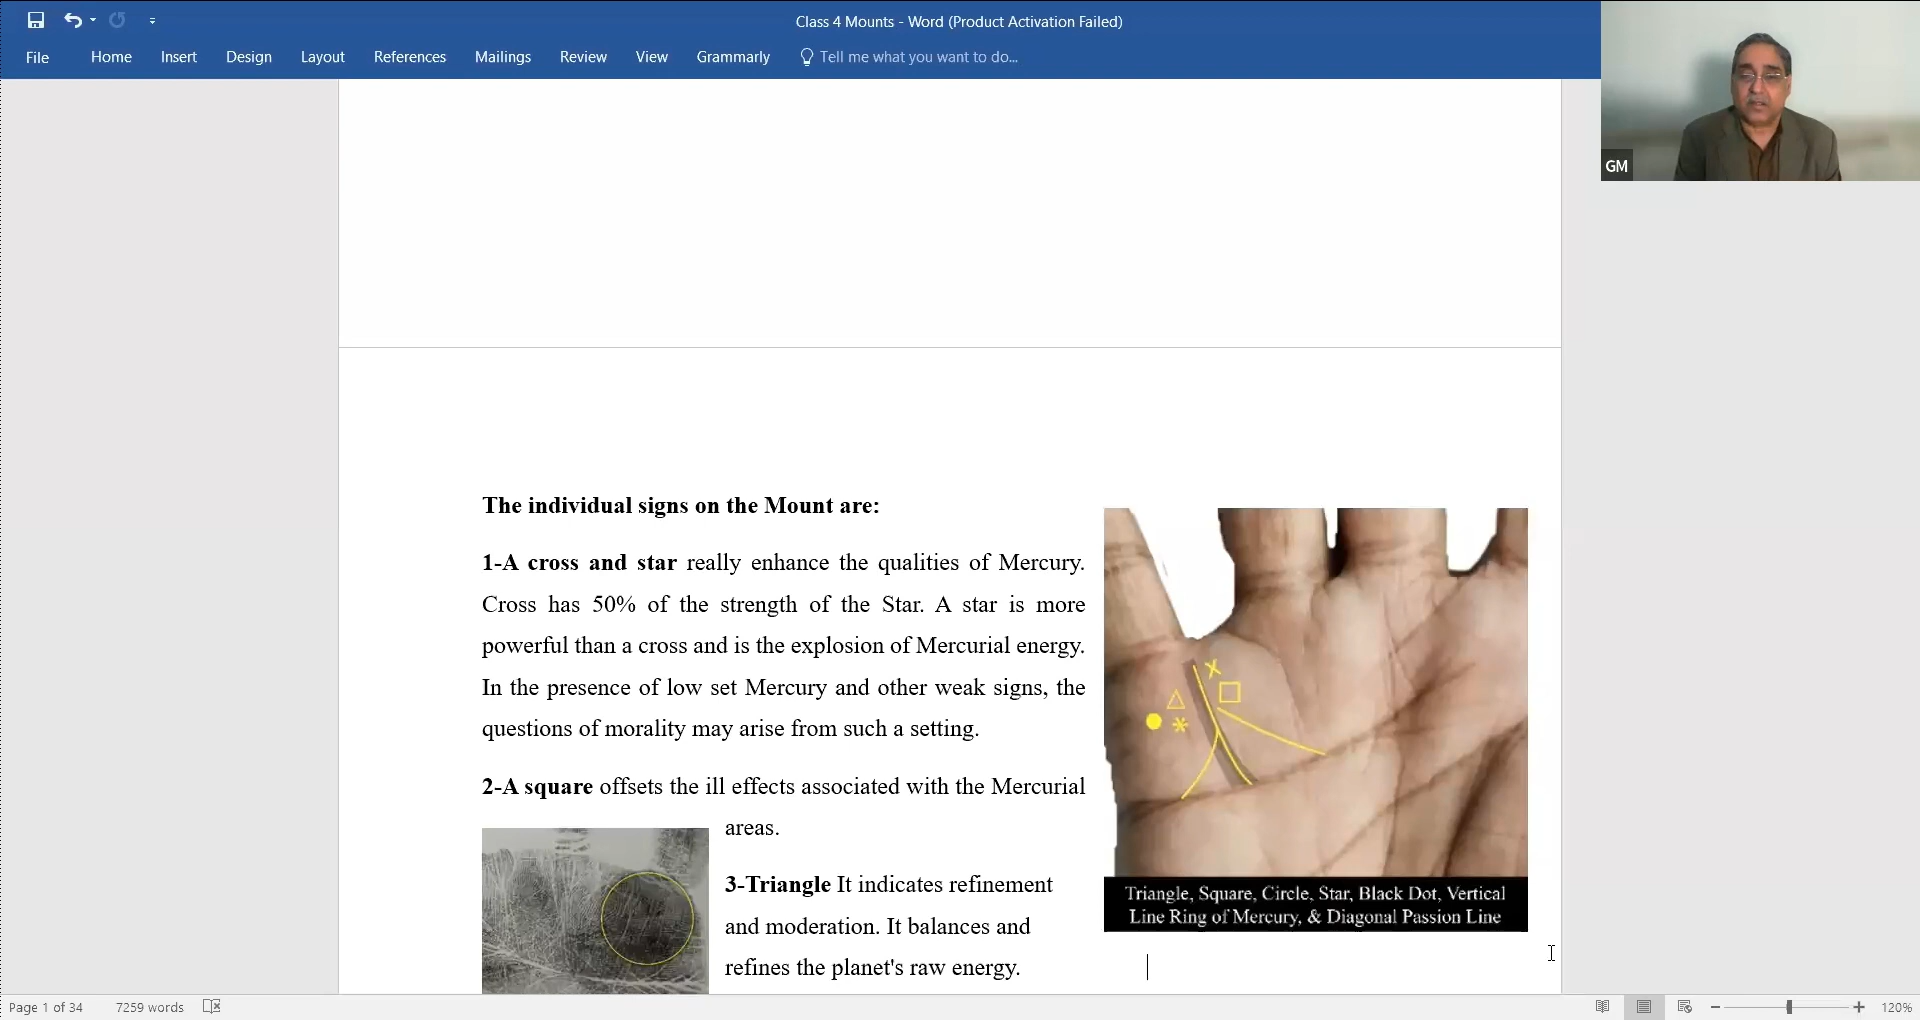 Class 4 Mounts - Word (Product Activation Failed)
File Home Insert Design Layout References Mailings Review View Grammarly Tell me what you want to do...
GM
The individual signs on the Mount are:
1-A cross and star really enhance the qualities of Mercury.
Cross has 50% of the strength of the Star. A star is more
powerful than a cross and is the explosion of Mercurial energy.
In the presence of low set Mercury and other weak signs, the
questions of morality may arise from such a setting.
2-A square offsets the ill effects associated with the Mercurial
areas.
3-Triangle It indicates refinement
and moderation. It balances and
refines the planet's raw energy.
Triangle, Square, Circle, Star, Black Dot, Vertical
Line Ring of Mercury, & Diagonal Passion Line
Page 1 of 34 7259 words 120%